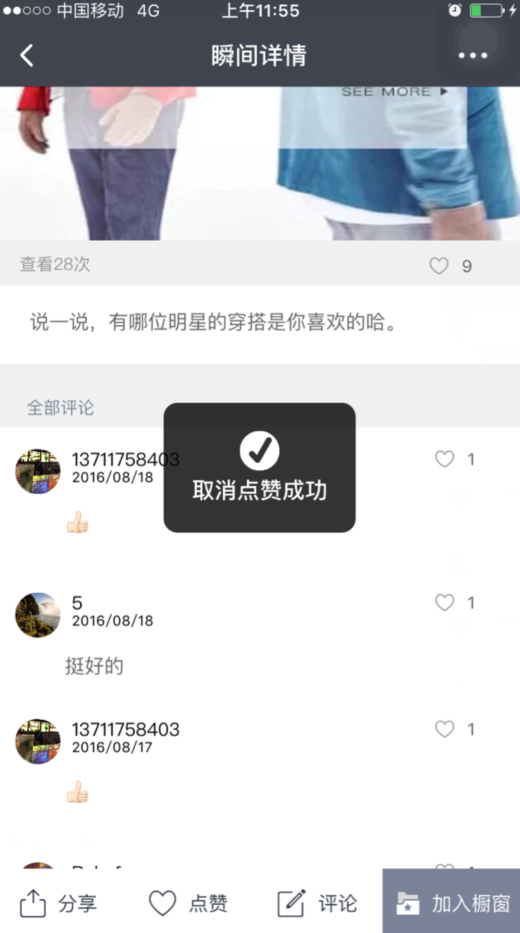 中国移动 4G 上午11:55
瞬间详情
SEE MORE
查看28次 9
说一说，有哪位明星的穿搭是你喜欢的哈。
全部评论
13711758403 1
2016/08/18
取消点赞成功
5 1
2016/08/18
挺好的
13711758403 1
2016/08/17
分享 点赞 评论 加入橱窗